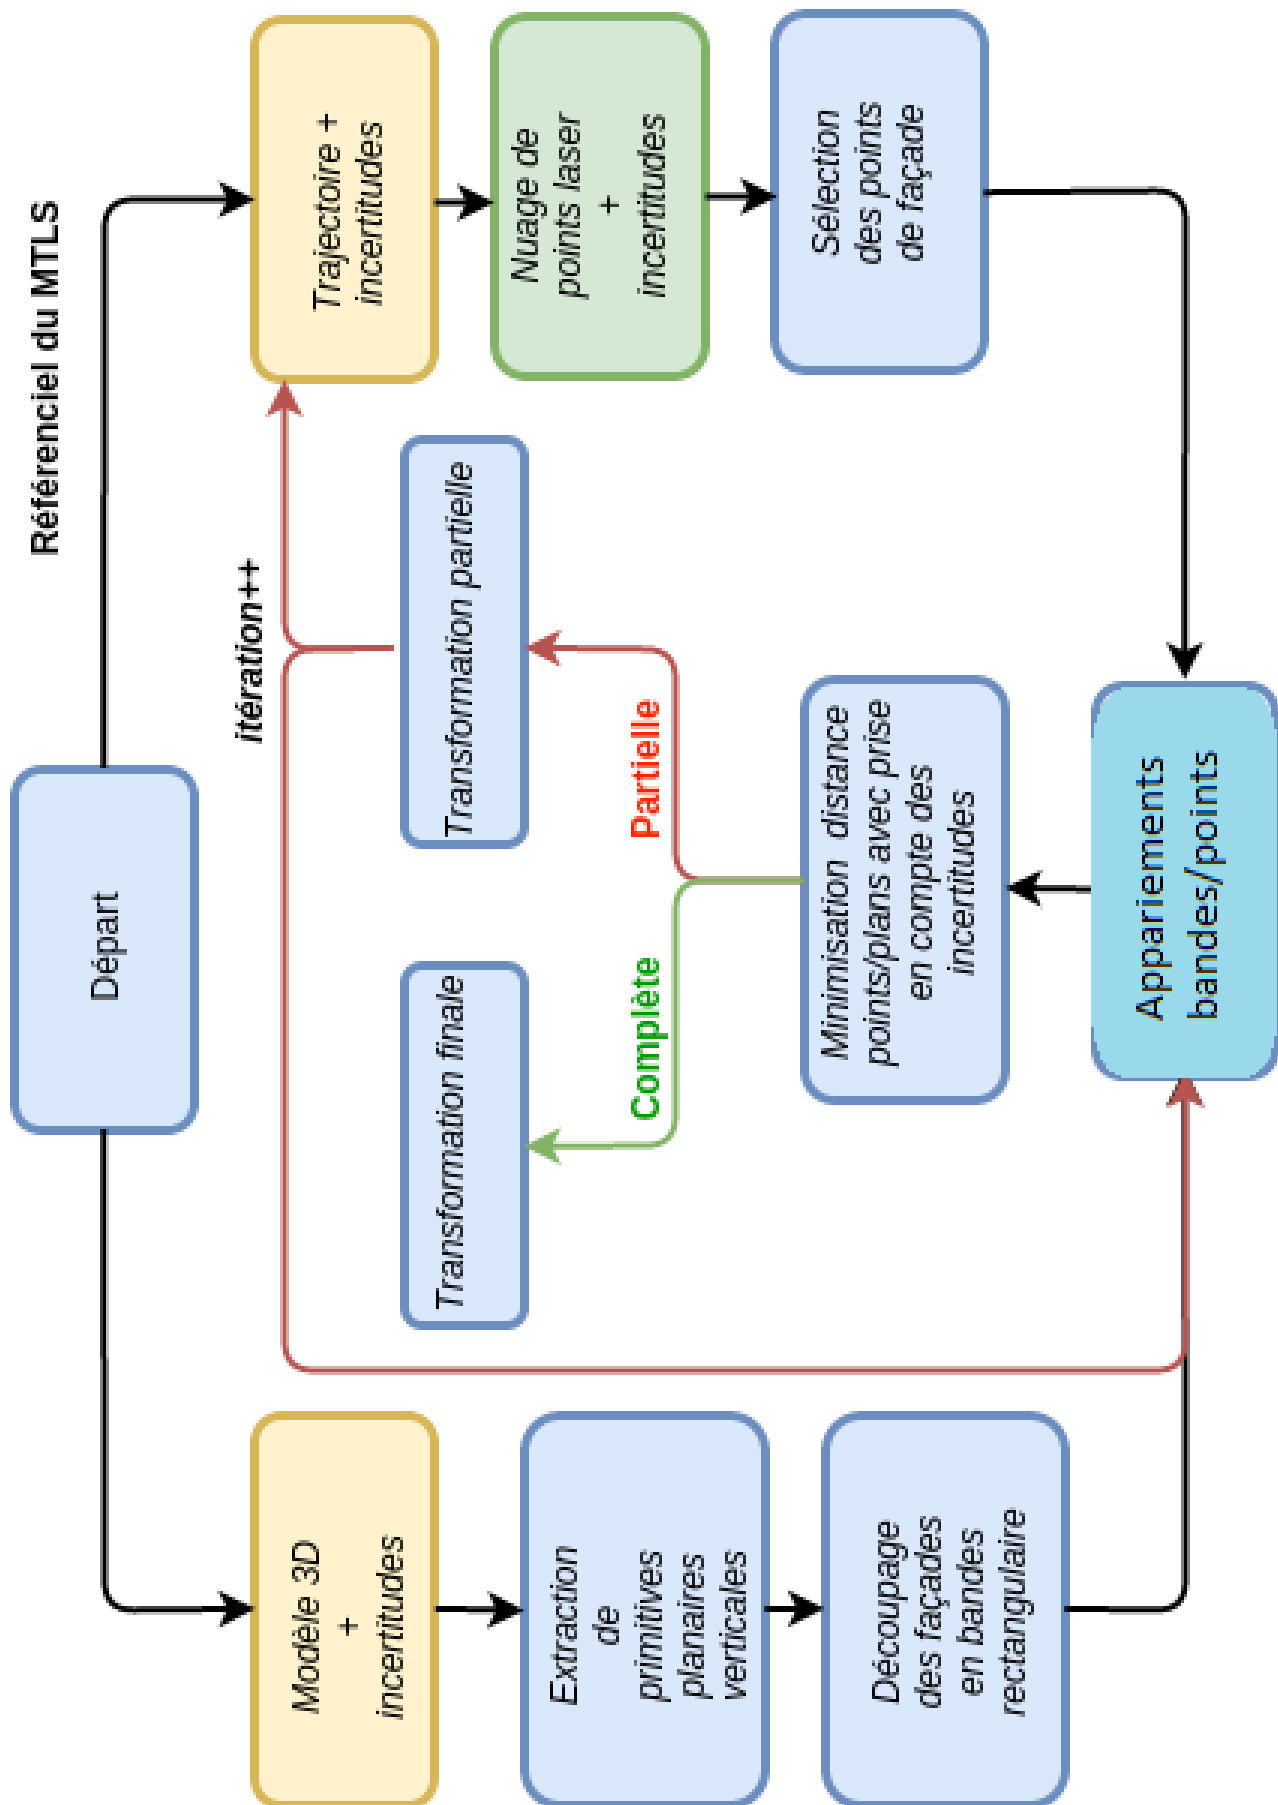 Départ
Référenciel du MTLS
Modèle 3D
+
incertitudes
Extraction
de
primitives
planaires
verticales
Découpage
des façades
en bandes
rectangulaire
itération++
Trajectoire +
incertitudes
Nuage de
points laser
+
incertitudes
Sélection
des points
de façade
Transformation finale
Transformation partielle
Complète
Partielle
Minimisation distance
points/plans avec prise
en compte des
incertitudes
Appariements
bandes/points